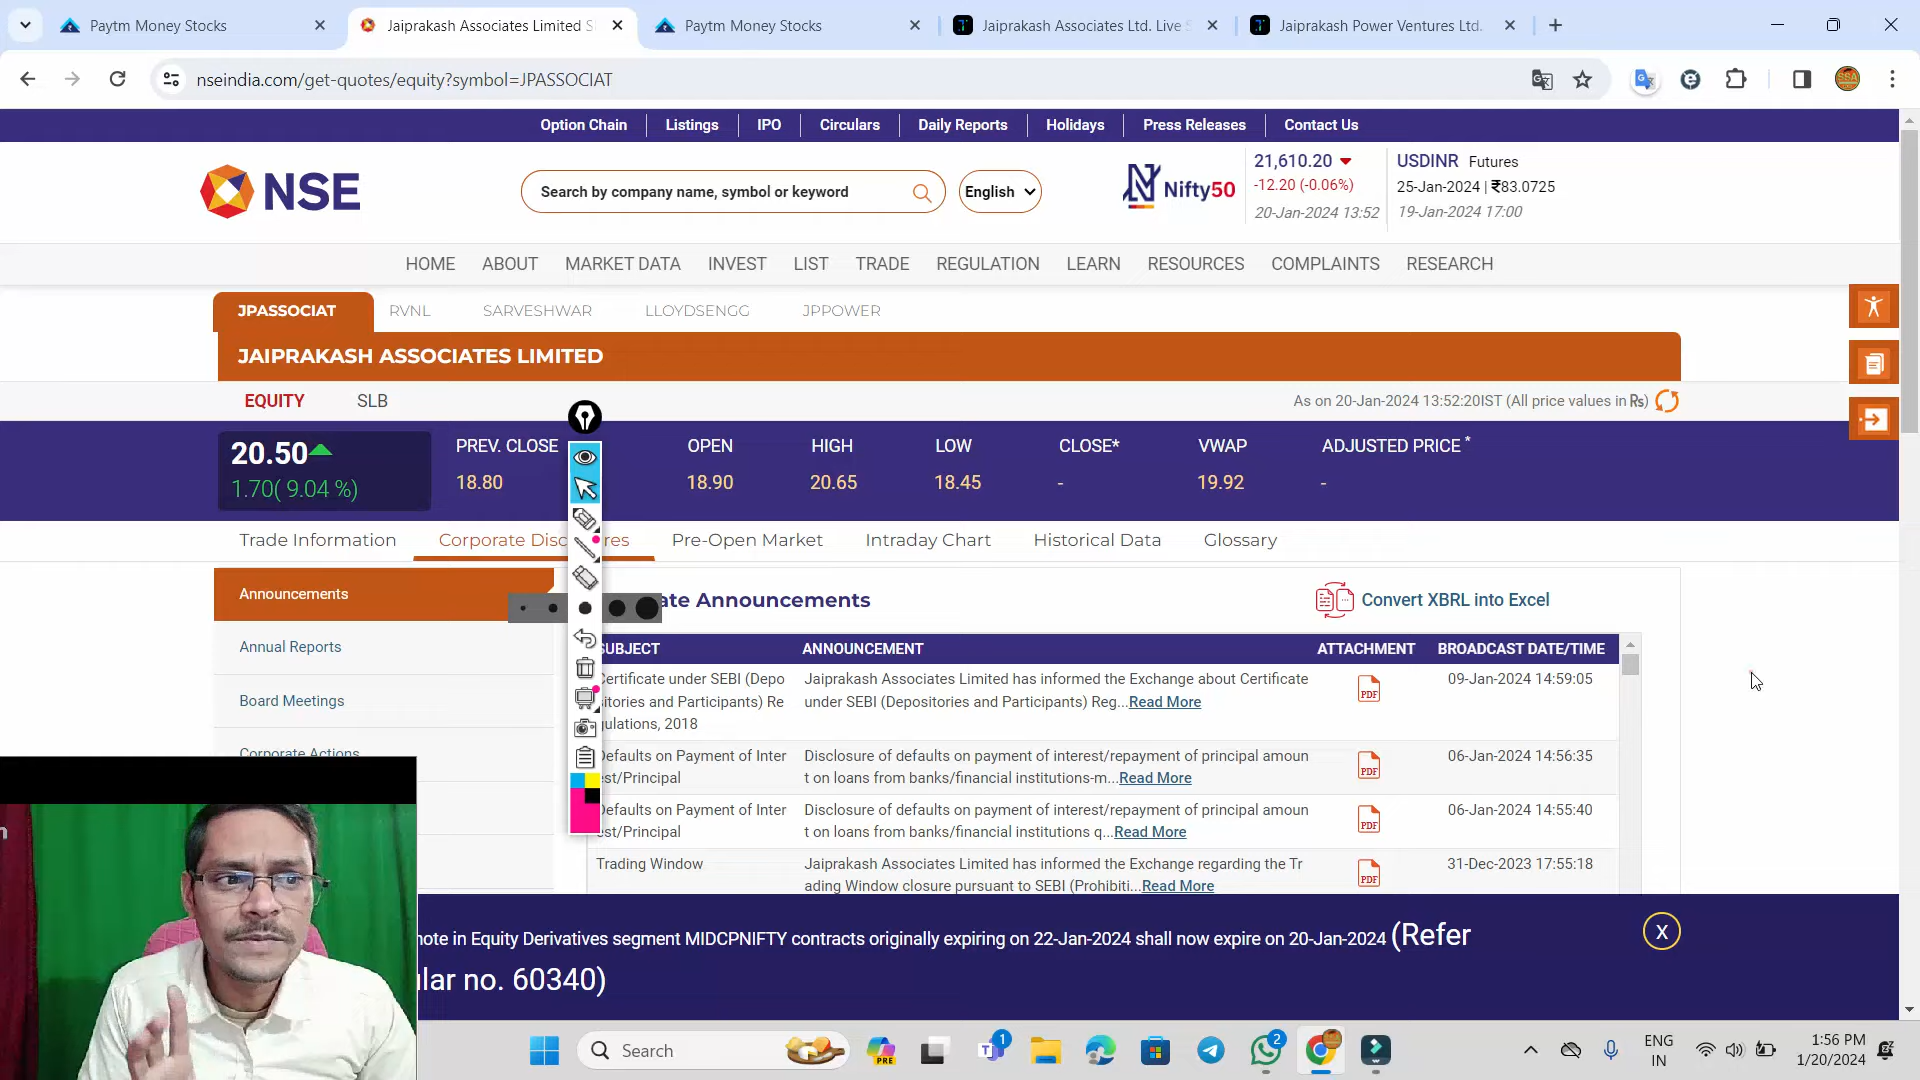 Paytm Money Stocks
Jaiprakash Associates Limited S
Paytm Money Stocks
Jaiprakash Associates Ltd. Live S
Jaiprakash Power Ventures Ltd.
nseindia.com/get-quotes/equity?symbol=JPASSOCIAT
Option Chain
Listings
IPO
Circulars
Daily Reports
Holidays
Press Releases
Contact Us
NSE
Search by company name, symbol or keyword
English
Nifty50
21,610.20
-12.20 (-0.06%)
20-Jan-2024 13:52
USDINR Futures
25-Jan-2024 | ₹83.0725
19-Jan-2024 17:00
HOME
ABOUT
MARKET DATA
INVEST
LIST
TRADE
REGULATION
LEARN
RESOURCES
COMPLAINTS
RESEARCH
JPASSOCIAT
RVNL
SARVESHWAR
LLOYDSENGG
JPPOWER
JAIPRAKASH ASSOCIATES LIMITED
EQUITY
SLB
As on 20-Jan-2024 13:52:20IST (All price values in ₨)
20.50
1.70( 9.04 %)
PREV. CLOSE
18.80
OPEN
18.90
HIGH
20.65
LOW
18.45
CLOSE*
-
VWAP
19.92
ADJUSTED PRICE *
-
Trade Information
Corporate Disc res
Pre-Open Market
Intraday Chart
Historical Data
Glossary
Announcements
Annual Reports
Board Meetings
Corporate Actions
ate Announcements
Convert XBRL into Excel
UBJECT
ANNOUNCEMENT
ATTACHMENT
BROADCAST DATE/TIME
Certificate under SEBI (Depo
sitories and Participants) Re
gulations, 2018
Jaiprakash Associates Limited has informed the Exchange about Certificate
under SEBI (Depositories and Participants) Reg...Read More
PDF
09-Jan-2024 14:59:05
Defaults on Payment of Inter
est/Principal
Disclosure of defaults on payment of interest/repayment of principal amoun
t on loans from banks/financial institutions-m...Read More
PDF
06-Jan-2024 14:56:35
Defaults on Payment of Inter
est/Principal
Disclosure of defaults on payment of interest/repayment of principal amoun
t on loans from banks/financial institutions q...Read More
PDF
06-Jan-2024 14:55:40
Trading Window
Jaiprakash Associates Limited has informed the Exchange regarding the Tr
ading Window closure pursuant to SEBI (Prohibiti...Read More
PDF
31-Dec-2023 17:55:18
note in Equity Derivatives segment MIDCPNIFTY contracts originally expiring on 22-Jan-2024 shall now expire on 20-Jan-2024 (Refer
lar no. 60340)
X
Search
PRE
1
2
ENG
IN
1:56 PM
1/20/2024